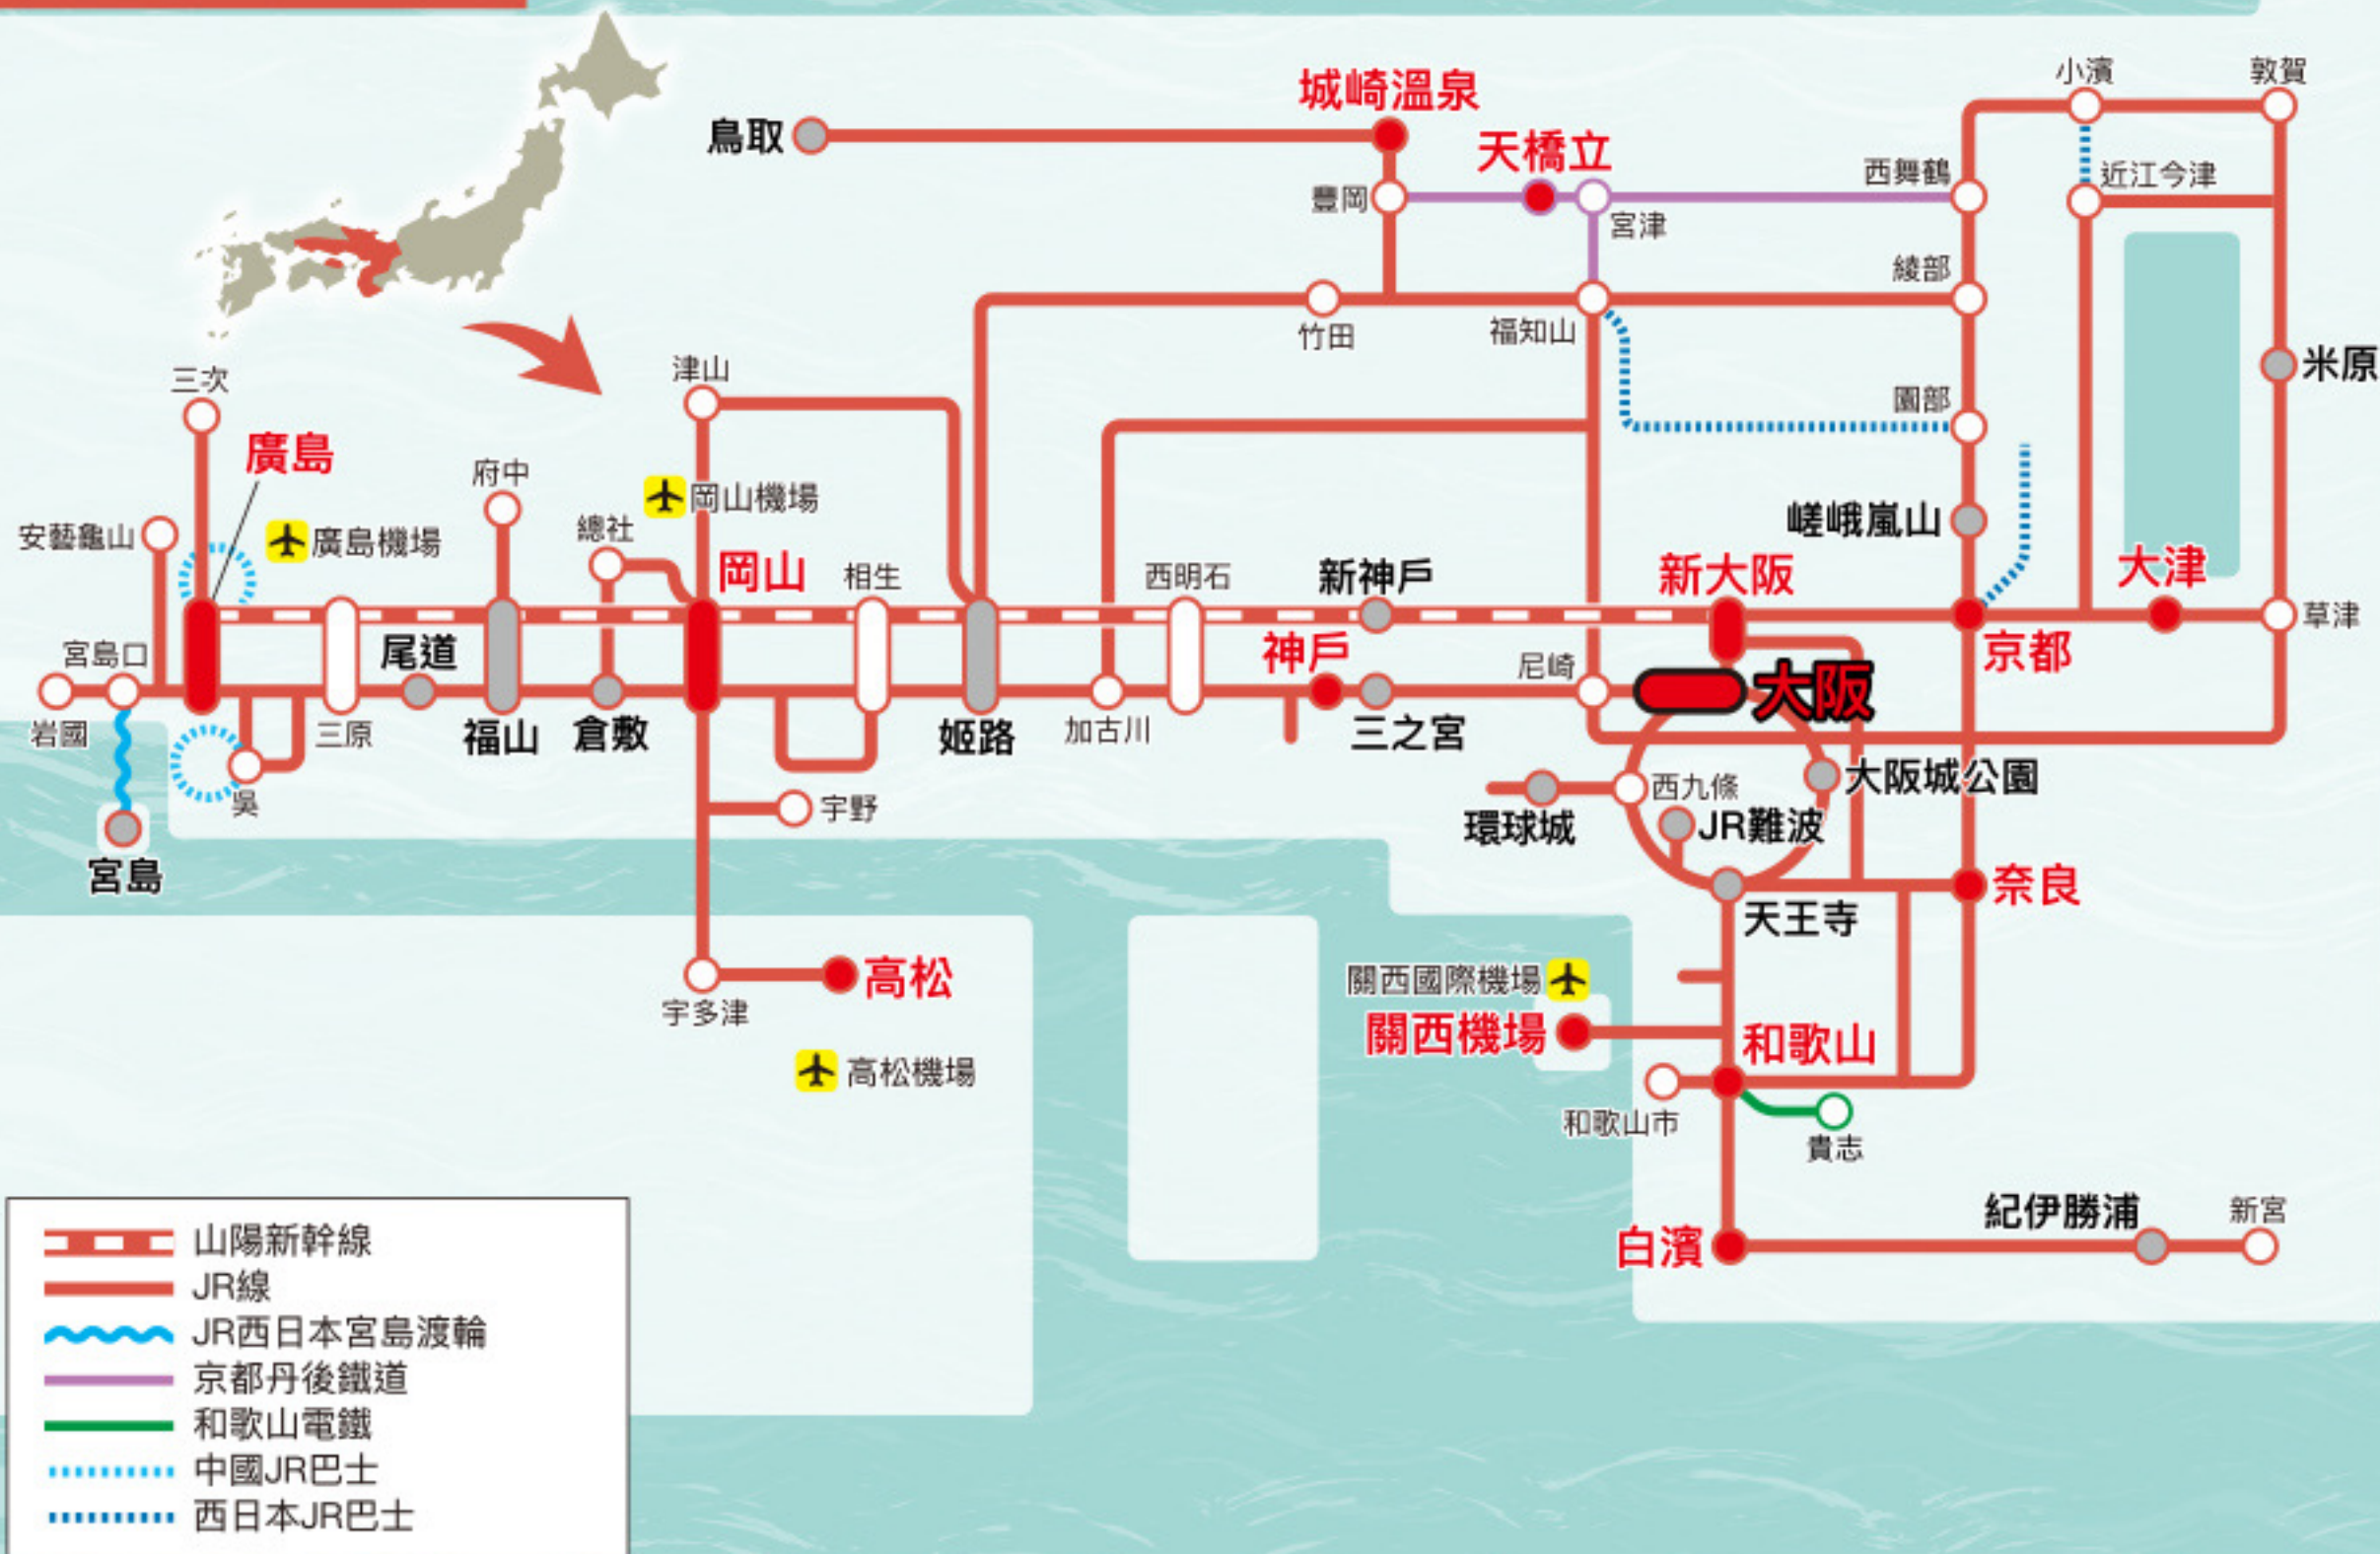 小濱
敦賀
城崎溫泉
鳥取
天橋立
西舞鶴
近江今津
豐岡
宮津
綾部
竹田
福知山
米原
津山
三次
園部
廣島
府中
岡山機場
安藝龜山
廣島機場
總社
嵯峨嵐山
岡山
相生
西明石
新神戶
新大阪
大津
草津
宮島口
尾道
神戶
尼崎
大阪
京都
岩國
三原
福山
倉敷
姬路
加古川
三之宮
大阪城公園
西九條
吳
宇野
環球城
JR難波
宮島
奈良
天王寺
高松
關西國際機場
宇多津
關西機場
和歌山
高松機場
和歌山市
貴志
紀伊勝浦
新宮
白濱
山陽新幹線
JR線
JR西日本宮島渡輪
京都丹後鐵道
和歌山電鐵
中國JR巴士
西日本JR巴士